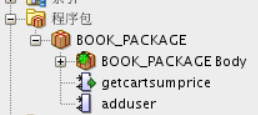 程序包
BOOK_PACKAGE
BOOK_PACKAGE Body
getcartsumprice
adduser